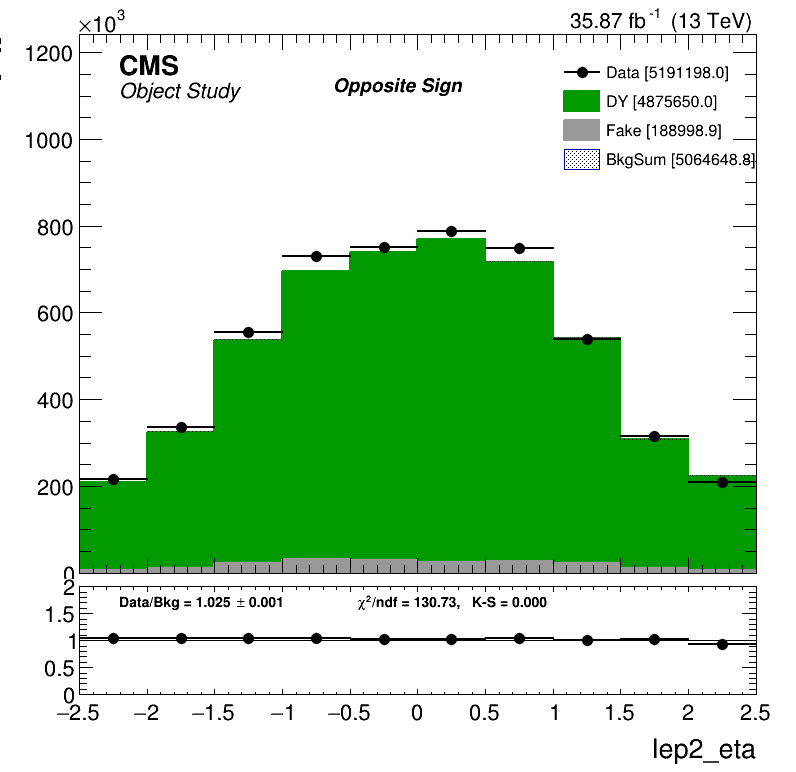 ×10³
35.87 fb⁻¹ (13 TeV)
CMS
Object Study
Opposite Sign
Data [5191198.0]
DY [4875650.0]
Fake [188998.9]
BkgSum [5064648.8]
1200
1000
800
600
400
200
0
2
1.5
1
0.5
0
Data/Bkg = 1.025 ± 0.001
χ²/ndf = 130.73, K-S = 0.000
−2.5 −2 −1.5 −1 −0.5 0 0.5 1 1.5 2 2.5
lep2_eta